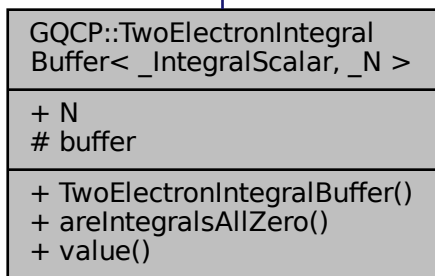 GQCP::TwoElectronIntegral
Buffer< _IntegralScalar, _N >
+ N
# buffer
+ TwoElectronIntegralBuffer()
+ areIntegralsAllZero()
+ value()